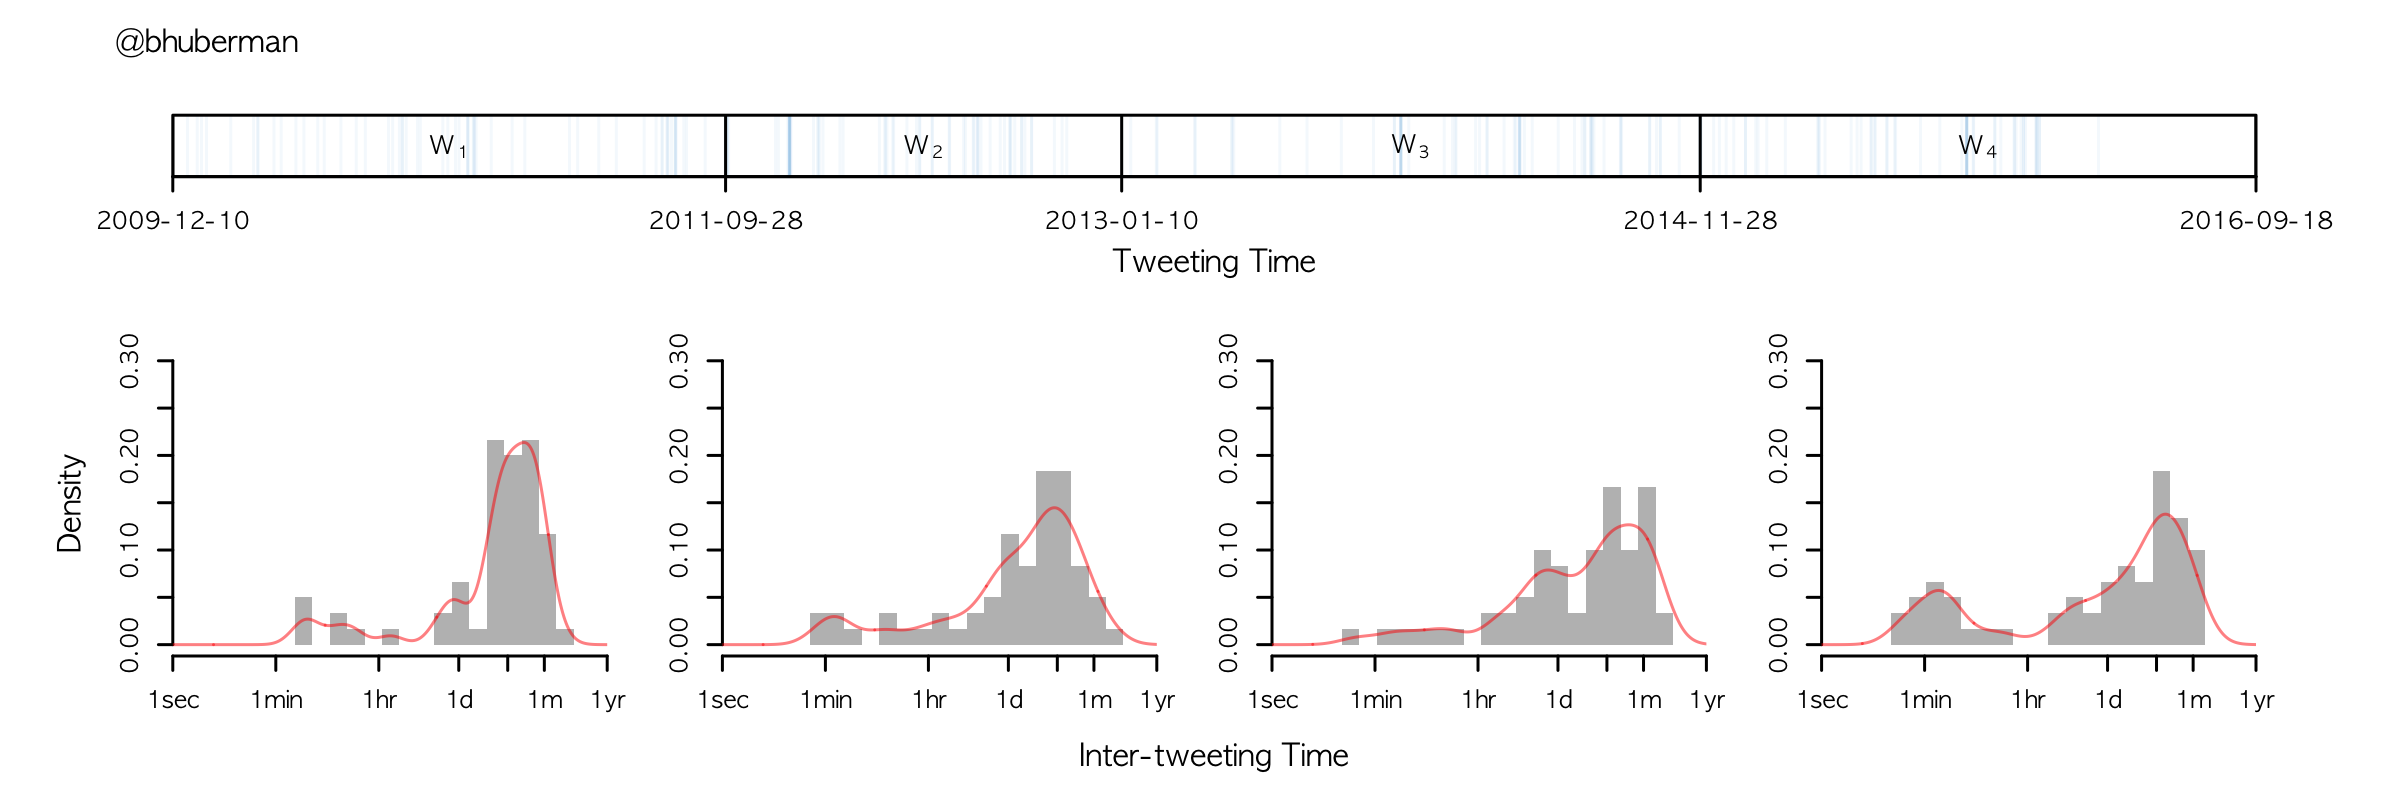 @bhuberman
W1 W2 W3 W4
2009-12-10 2011-09-28 2013-01-10 2014-11-28 2016-09-18
Tweeting Time
Density
0.30 0.20 0.10 0.00
0.30 0.20 0.10 0.00
0.30 0.20 0.10 0.00
0.30 0.20 0.10 0.00
1sec 1min 1hr 1d 1m 1yr 1sec 1min 1hr 1d 1m 1yr 1sec 1min 1hr 1d 1m 1yr 1sec 1min 1hr 1d 1m 1yr
Inter-tweeting Time